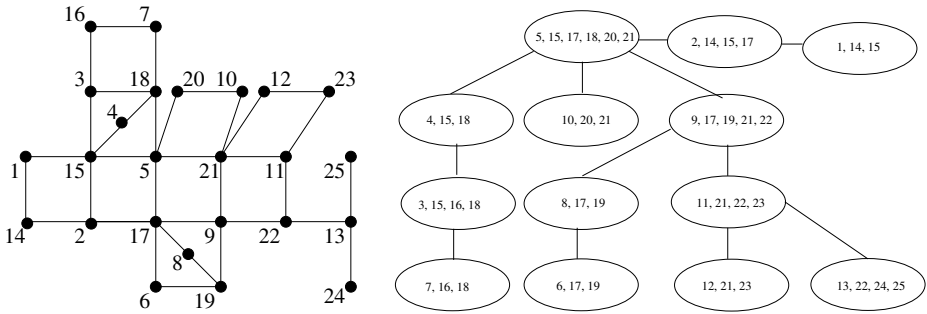 16 7
3 18 20 10 12 23
4
1 15 5 21 11 25
14 2 17 9 22 13
8
6 19 24
5, 15, 17, 18, 20, 21
2, 14, 15, 17
1, 14, 15
4, 15, 18
10, 20, 21
9, 17, 19, 21, 22
3, 15, 16, 18
8, 17, 19
11, 21, 22, 23
7, 16, 18
6, 17, 19
12, 21, 23
13, 22, 24, 25